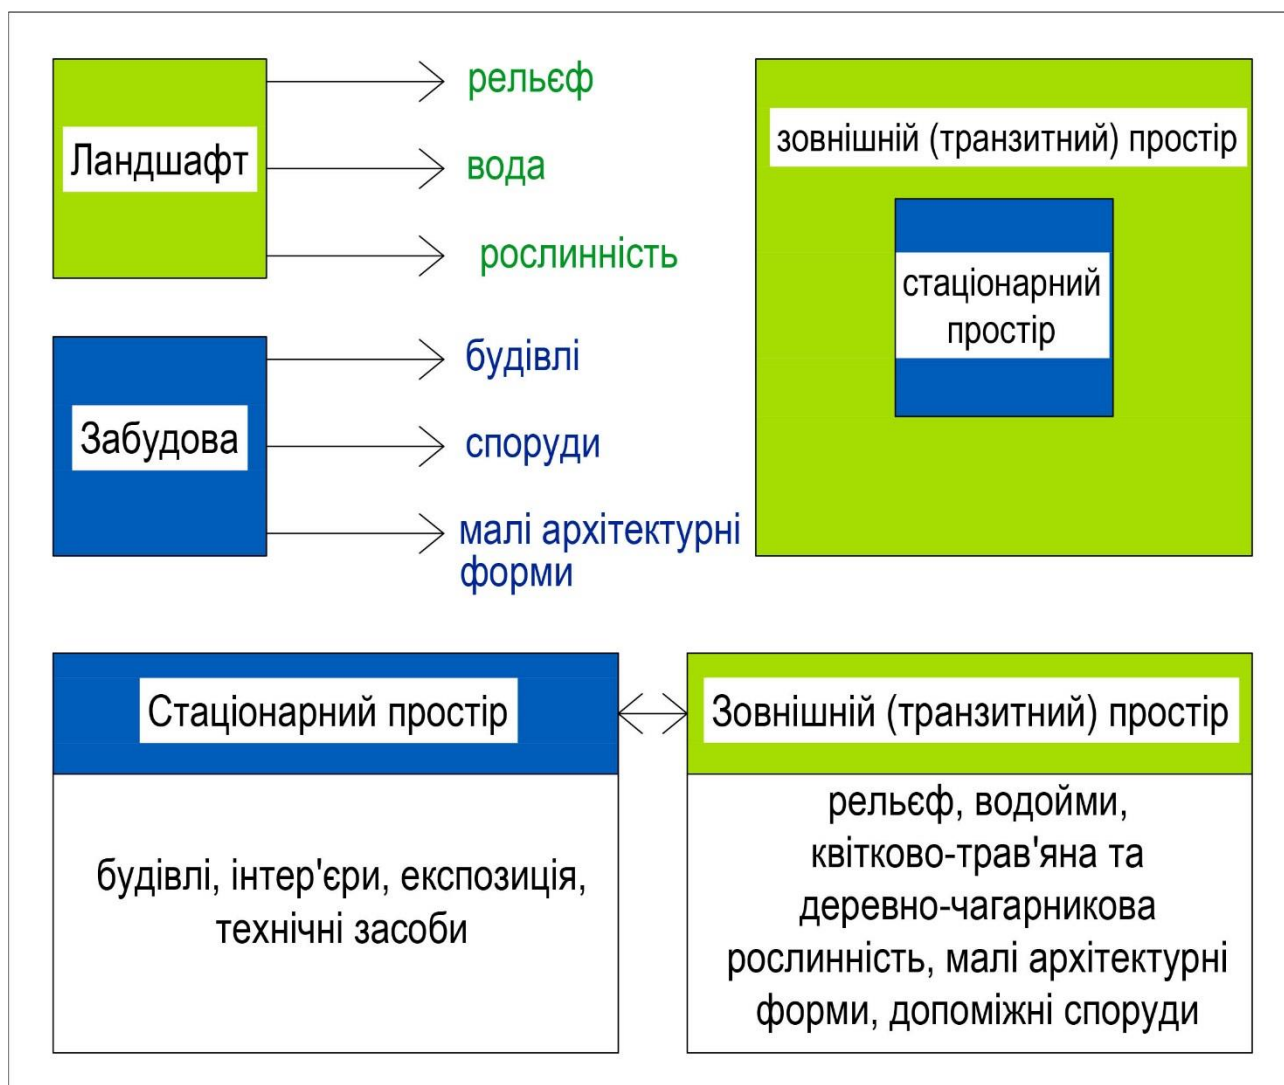 Ландшафт
рельєф
вода
рослинність
Забудова
будівлі
споруди
малі архітектурні
форми
зовнішній (транзитний) простір
стаціонарний
простір
Стаціонарний простір
будівлі, інтер'єри, експозиція,
технічні засоби
Зовнішній (транзитний) простір
рельєф, водойми,
квітково-трав'яна та
деревно-чагарникова
рослинність, малі архітектурні
форми, допоміжні споруди